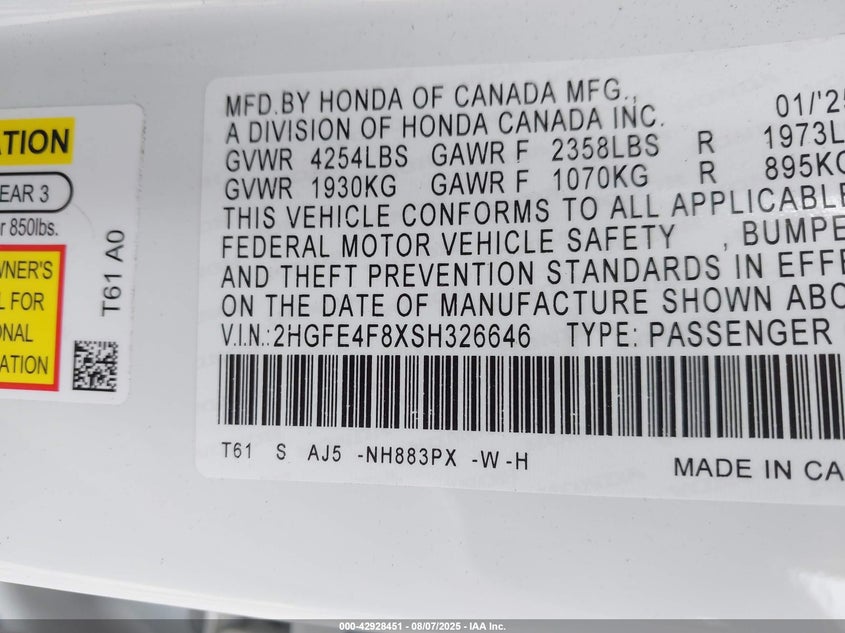 ATION
EAR 3
r 850lbs.
WNER'S
L FOR
ONAL
ATION
T61 A0
MFD.BY HONDA OF CANADA MFG., 01/'25
A DIVISION OF HONDA CANADA INC.
GVWR 4254LBS GAWR F 2358LBS R 1973L
GVWR 1930KG GAWR F 1070KG R 895KG
THIS VEHICLE CONFORMS TO ALL APPLICABLE
FEDERAL MOTOR VEHICLE SAFETY , BUMPE
AND THEFT PREVENTION STANDARDS IN EFFE
ON THE DATE OF MANUFACTURE SHOWN ABO
V.I.N.:2HGFE4F8XSH326646 TYPE:PASSENGER
T61 S AJ5 -NH883PX -W-H
MADE IN CA
000-42928451 | 08/07/2025 - IAA Inc.